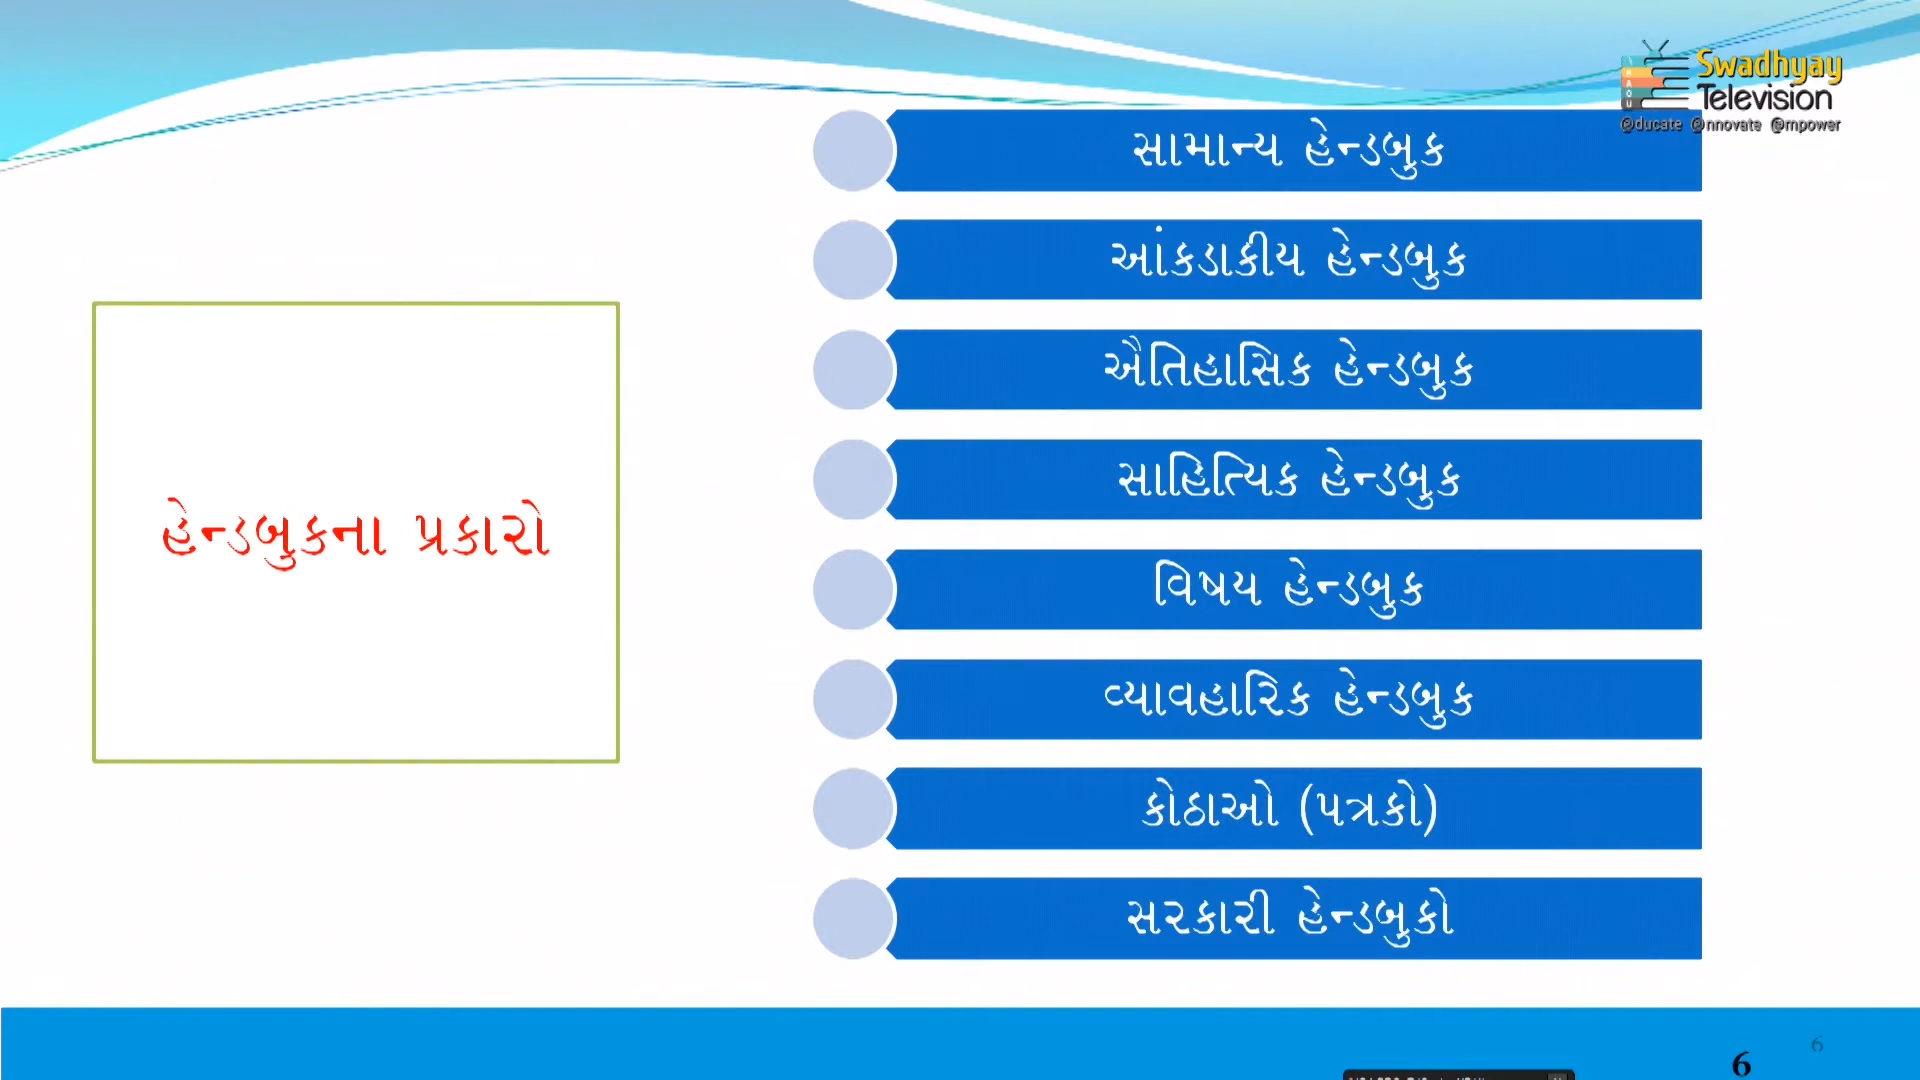 Swadhyay
Television
@ducate @nnovate @mpower
સામાન્ય હેન્ડબુક
આંકડાકીય હેન્ડબુક
ઐતિહાસિક હેન્ડબુક
સાહિત્યિક હેન્ડબુક
હેન્ડબુકના પ્રકારો
વિષય હેન્ડબુક
વ્યાવહારિક હેન્ડબુક
કોઠાઓ (પત્રકો)
સરકારી હેન્ડબુકો
6
6